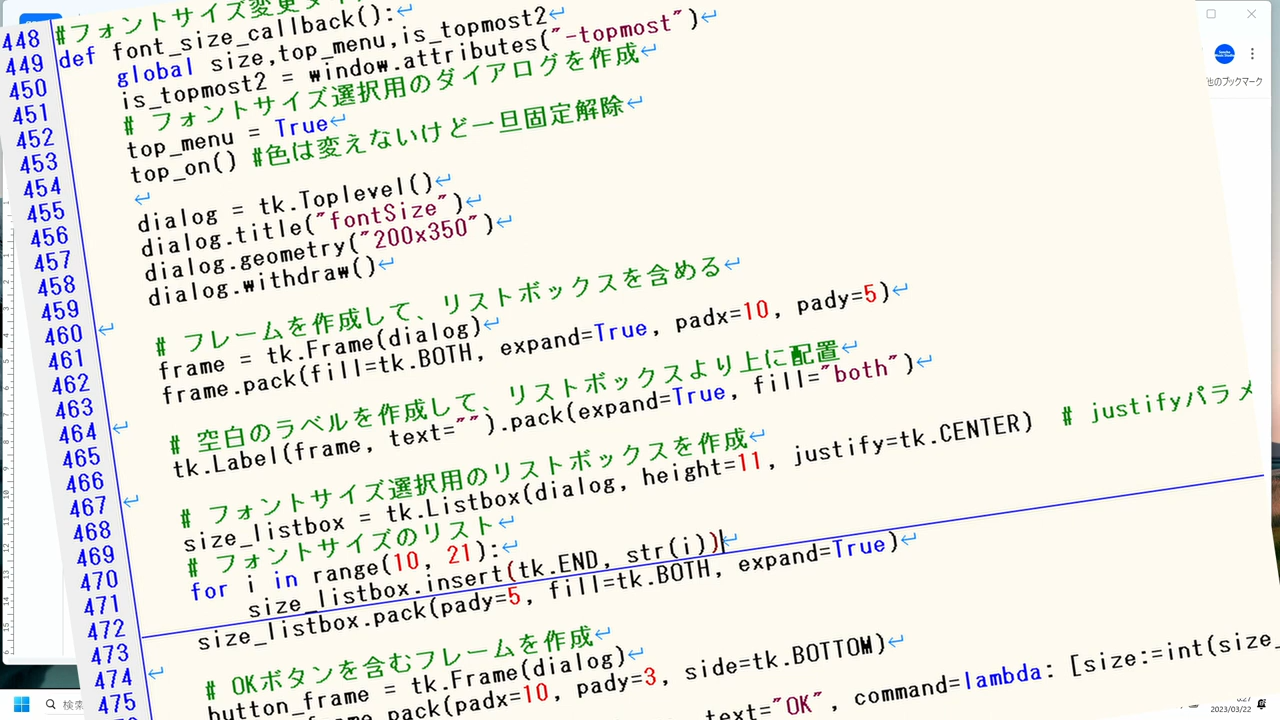 448 #フォントサイズ変更ダイ
449 def font_size_callback():
450 global size,top_menu,is_topmost2
451 is_topmost2 = window.attributes("-topmost")
452 # フォントサイズ選択用のダイアログを作成
453 top_menu = True
454 top_on() #色は変えないけど一旦固定解除
455
456 dialog = tk.Toplevel()
457 dialog.title("fontSize")
458 dialog.geometry("200x350")
459 dialog.withdraw()
460
461 # フレームを作成して、リストボックスを含める
462 frame = tk.Frame(dialog)
463 frame.pack(fill=tk.BOTH, expand=True, padx=10, pady=5)
464
465 # 空白のラベルを作成して、リストボックスより上に配置
466 tk.Label(frame, text="").pack(expand=True, fill="both")
467
468 # フォントサイズ選択用のリストボックスを作成
469 size_listbox = tk.Listbox(dialog, height=11, justify=tk.CENTER) # justifyパラメ
470 # フォントサイズのリスト
471 for i in range(10, 21):
472 size_listbox.insert(tk.END, str(i))
473 size_listbox.pack(pady=5, fill=tk.BOTH, expand=True)
474
475 # OKボタンを含むフレームを作成
button_frame = tk.Frame(dialog)
frame.pack(padx=10, pady=3, side=tk.BOTTOM)
text="OK", command=lambda: [size:=int(size_
他のブックマーク
検索
2023/03/22